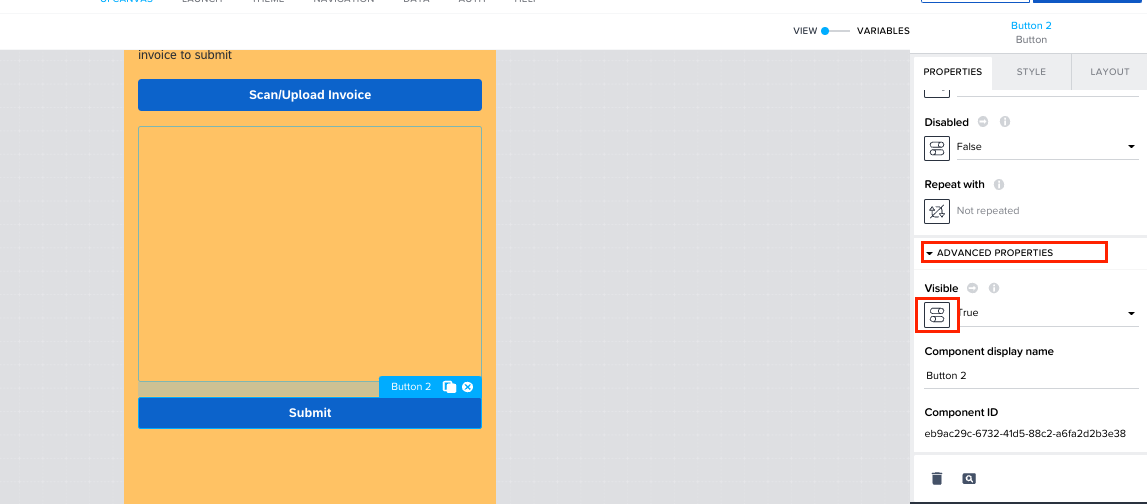 UI CANVAS LAUNCH THEME NAVIGATION DATA AUTH HELP
VIEW VARIABLES
Button 2
Button
PROPERTIES STYLE LAYOUT
invoice to submit
Scan/Upload Invoice
Button 2
Submit
Disabled
False
Repeat with
Not repeated
ADVANCED PROPERTIES
Visible
True
Component display name
Button 2
Component ID
eb9ac29c-6732-41d5-88c2-a6fa2d2b3e38